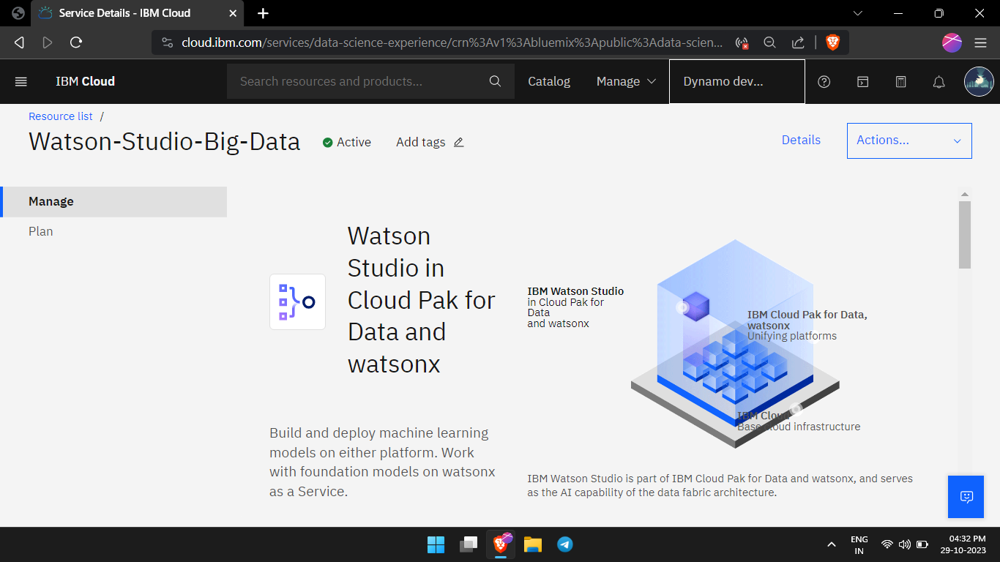 Service Details - IBM Cloud
cloud.ibm.com/services/data-science-experience/crn%3Av1%3Abluemix%3Apublic%3Adata-scien...
IBM Cloud
Search resources and products...
Catalog
Manage
Dynamo dev...
Resource list /
Watson-Studio-Big-Data
Active
Add tags
Details
Actions...
Manage
Plan
Watson
Studio in
Cloud Pak for
Data and
watsonx
Build and deploy machine learning
models on either platform. Work
with foundation models on watsonx
as a Service.
IBM Watson Studio
in Cloud Pak for
Data
and watsonx
IBM Cloud Pak for Data,
watsonx
Unifying platforms
IBM Cloud
Base cloud infrastructure
IBM Watson Studio is part of IBM Cloud Pak for Data and watsonx, and serves
as the AI capability of the data fabric architecture.
ENG
IN
04:32 PM
29-10-2023